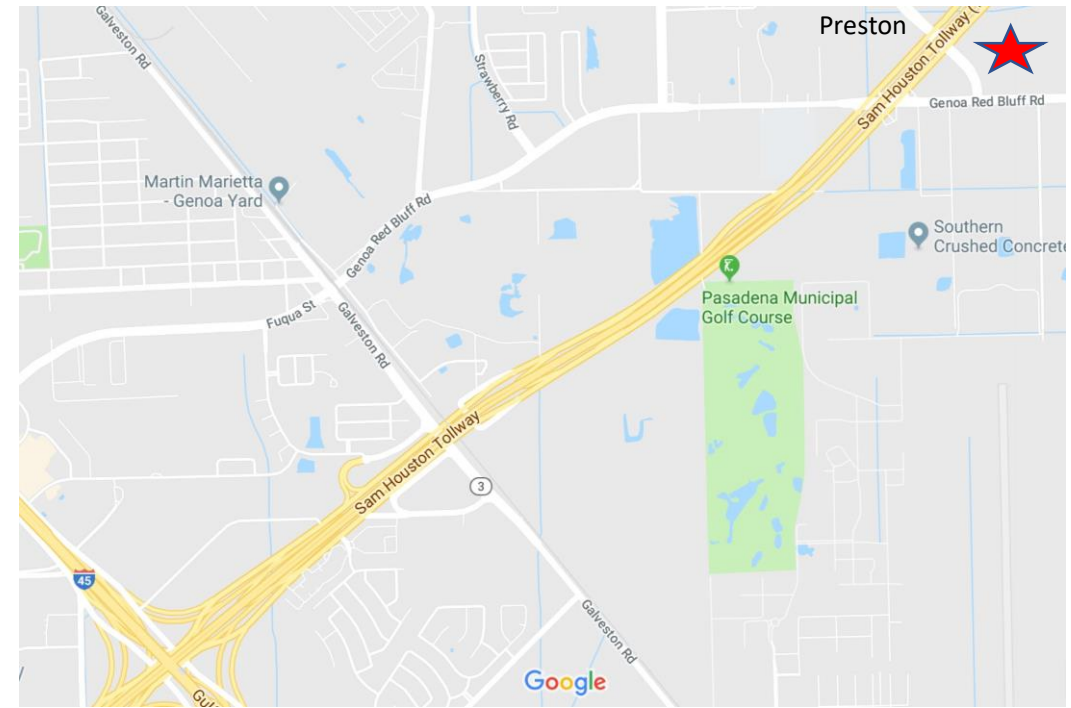 Preston
Galveston Rd
Strawberry Rd
Sam Houston Tollway (
Genoa Red Bluff Rd
Martin Marietta
- Genoa Yard
Genoa Red Bluff Rd
Southern
Crushed Concrete
Pasadena Municipal
Golf Course
Fuqua St
Galveston Rd
Sam Houston Tollway
3
45
Galveston Rd
Google
Gul